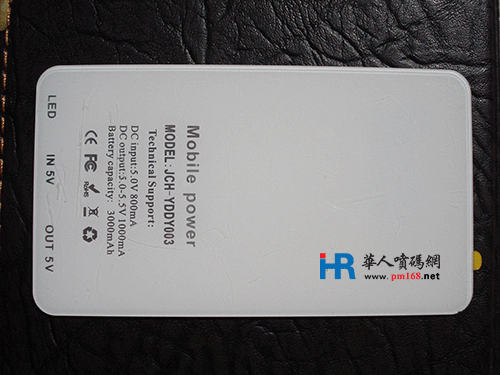 LED
IN 5V
OUT 5V
Mobile power
MODEL:JCH-YDDY003
Technical Support:
DC input:5.0V 800mA
DC output:5.0-5.5V 1000mA
Battery capacity: 3000mAh
CE FC RoHS
HR 華人噴碼網
www.pm168.net